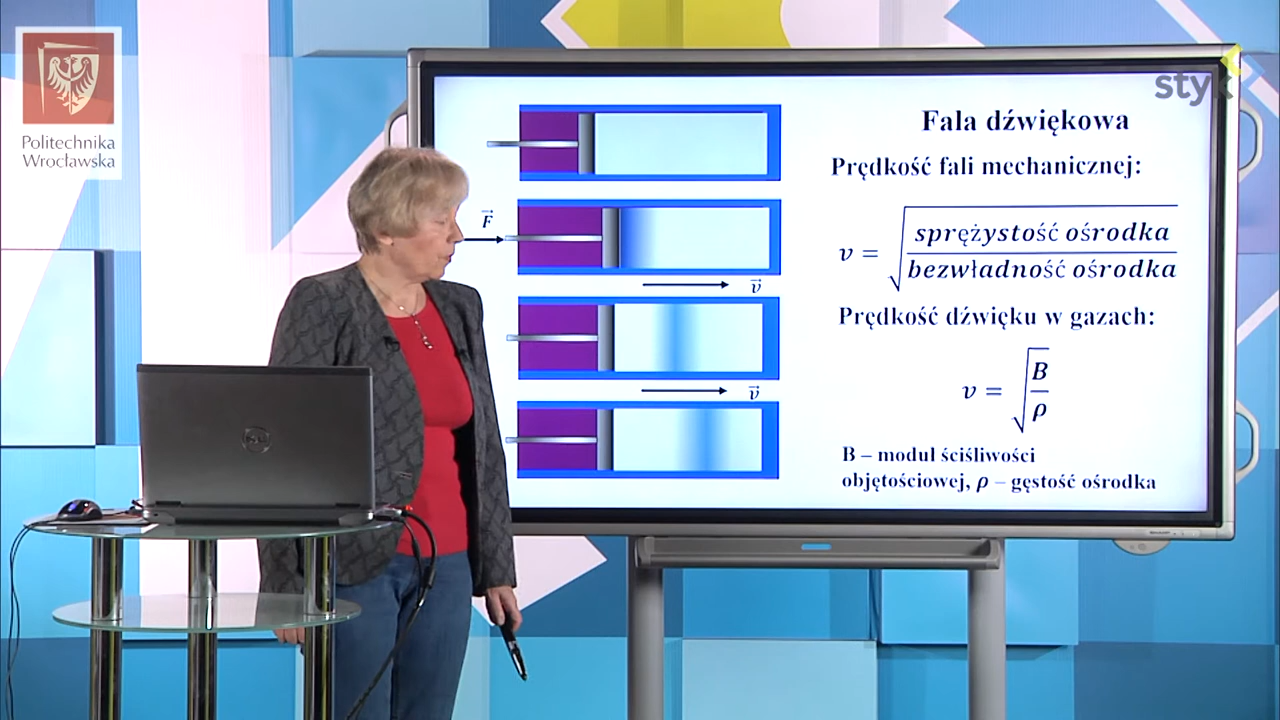 Politechnika
Wrocławska
styk
Fala dźwiękowa
Prędkość fali mechanicznej:
v = √ sprężystość ośrodka
bezwładność ośrodka
F
v
v
Prędkość dźwięku w gazach:
v = √ B
ρ
B – moduł ściśliwości
objętościowej, ρ – gęstość ośrodka
DELL